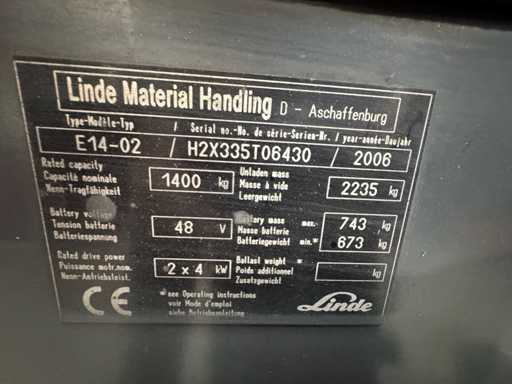 Linde Material Handling D - Aschaffenburg
Type-Modèle-Typ / Serial no.-No. de série-Serien-Nr. / year-année-Baujahr
E14-02 / H2X335T06430 / 2006
Rated capacity
Capacité nominale
Nenn-Tragfähigkeit
1400 kg
Unladen mass
Masse à vide
Leergewicht
2235 kg
Battery voltage
Tension batterie
Batteriespannung
48 V
Battery mass max. 743 kg
Masse batterie
Batteriegewicht min.* 673 kg
Rated drive power
Puissance motr.nom.
Nenn-Antriebsleist.
2 x 4 kW
Ballast weight *
Poids additionnel
Zusatzgewicht
kg
CE
* see Operating instructions
voir Mode d'emploi
siehe Betriebsanleitung
Linde